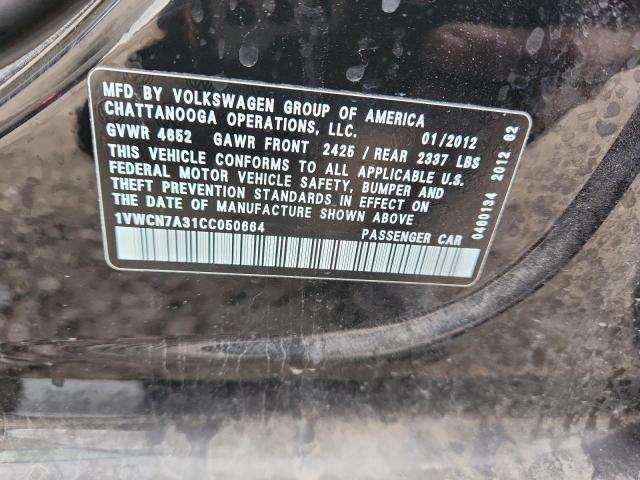 MFD BY VOLKSWAGEN GROUP OF AMERICA
CHATTANOOGA OPERATIONS, LLC. 01/2012
GVWR 4652 GAWR FRONT 2425 / REAR 2337 LBS
THIS VEHICLE CONFORMS TO ALL APPLICABLE U.S.
FEDERAL MOTOR VEHICLE SAFETY, BUMPER AND
THEFT PREVENTION STANDARDS IN EFFECT ON
THE DATE OF MANUFACTURE SHOWN ABOVE
1VWCN7A31CC050664 PASSENGER CAR
0460134 2012 62